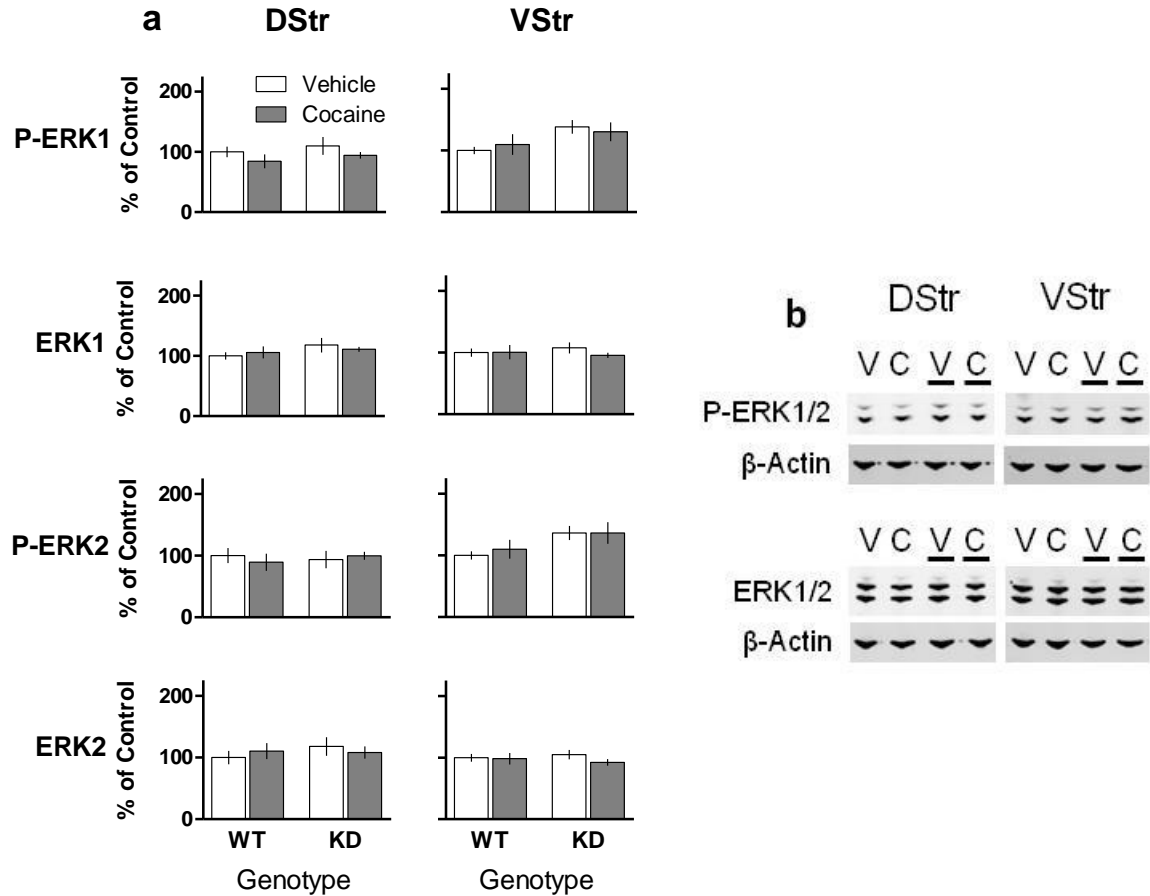 a DStr VStr
P-ERK1
% of Control
200
100
0
Vehicle
Cocaine
ERK1
% of Control
200
100
0
P-ERK2
% of Control
200
100
0
ERK2
% of Control
200
100
0
WT KD WT KD
Genotype Genotype
b DStr VStr
V C V C V C V C
P-ERK1/2
β-Actin
V C V C V C V C
ERK1/2
β-Actin